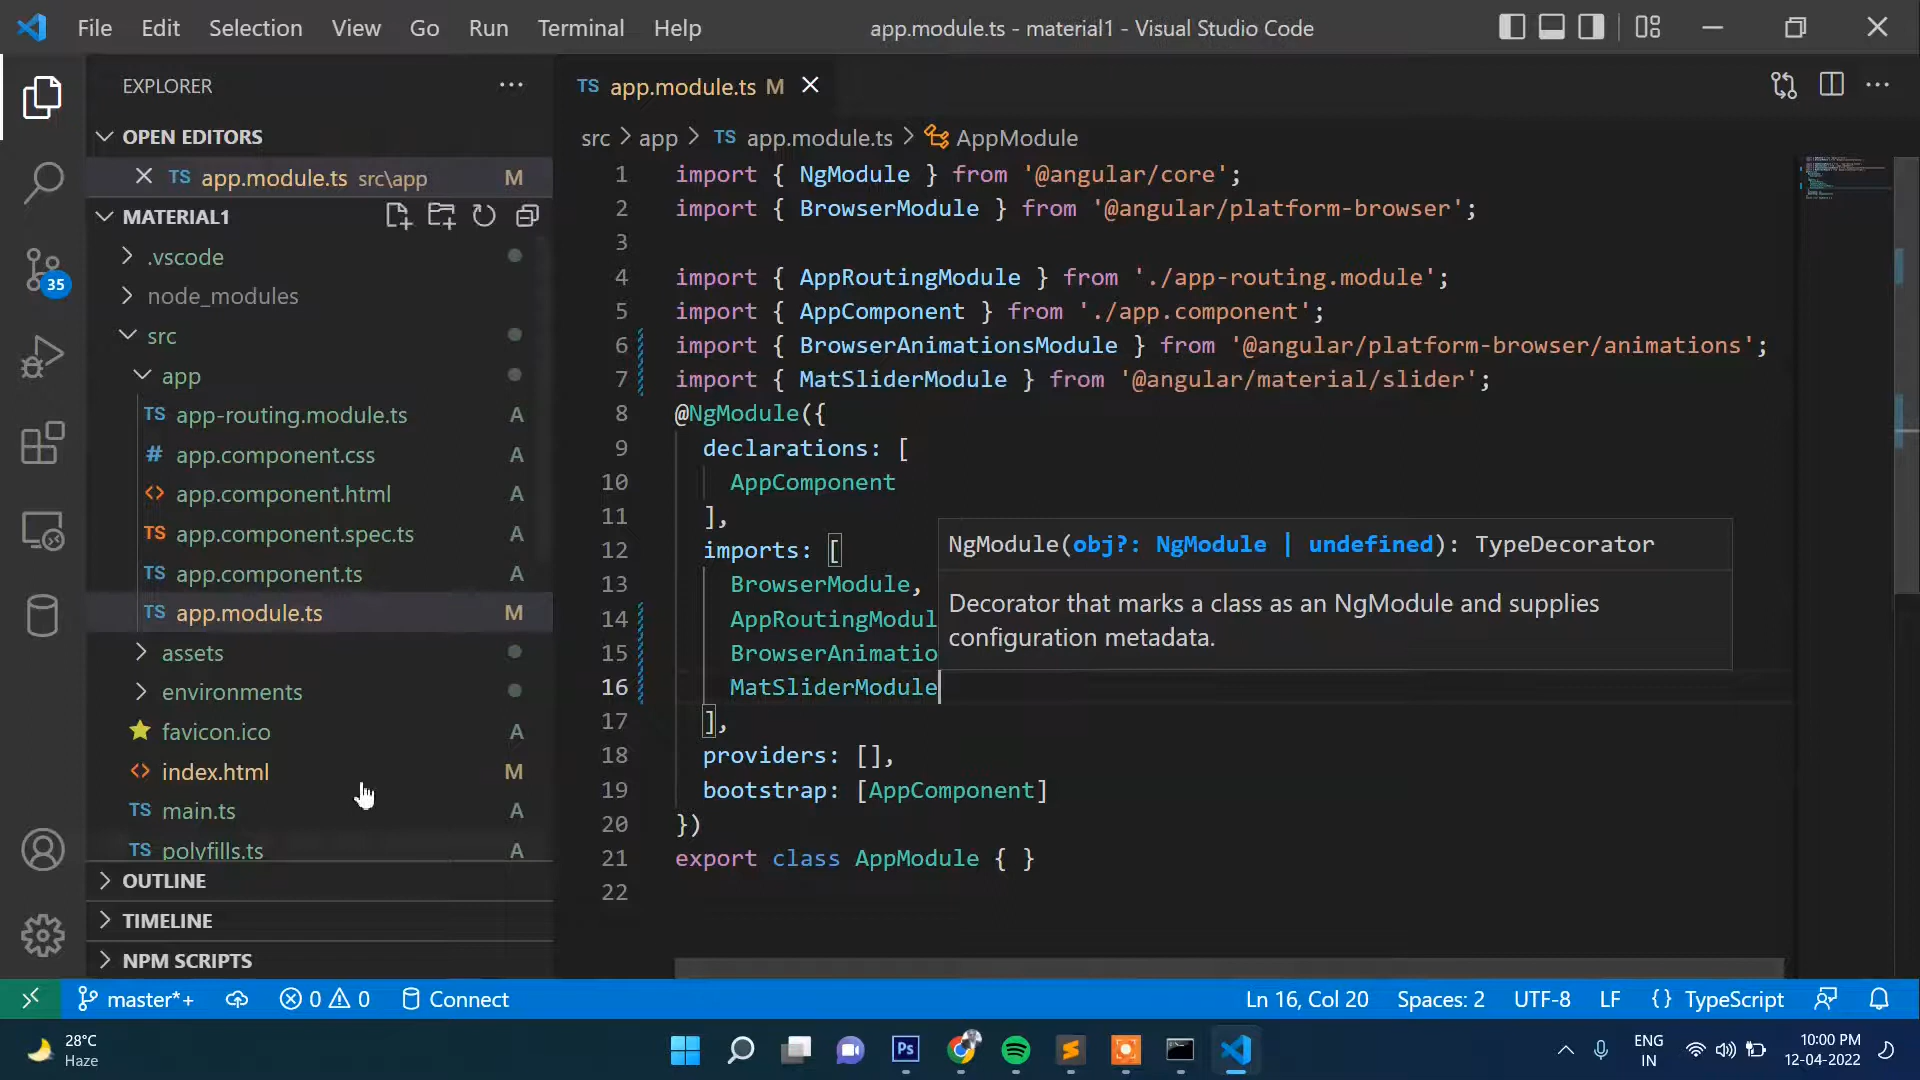 File Edit Selection View Go Run Terminal Help
app.module.ts - material1 - Visual Studio Code
EXPLORER
OPEN EDITORS
TS app.module.ts src\app M
MATERIAL1
.vscode
node_modules
src
app
TS app-routing.module.ts A
# app.component.css A
<> app.component.html A
TS app.component.spec.ts A
TS app.component.ts A
TS app.module.ts M
assets
environments
favicon.ico A
<> index.html M
TS main.ts A
TS polyfills.ts A
OUTLINE
TIMELINE
NPM SCRIPTS
35
TS app.module.ts M
src > app > TS app.module.ts > AppModule
1 import { NgModule } from '@angular/core';
2 import { BrowserModule } from '@angular/platform-browser';
3
4 import { AppRoutingModule } from './app-routing.module';
5 import { AppComponent } from './app.component';
6 import { BrowserAnimationsModule } from '@angular/platform-browser/animations';
7 import { MatSliderModule } from '@angular/material/slider';
8 @NgModule({
9 declarations: [
10 AppComponent
11 ],
12 imports: [
13 BrowserModule,
14 AppRoutingModul
15 BrowserAnimatio
16 MatSliderModule
17 ],
18 providers: [],
19 bootstrap: [AppComponent]
20 })
21 export class AppModule { }
22
NgModule(obj?: NgModule | undefined): TypeDecorator
Decorator that marks a class as an NgModule and supplies
configuration metadata.
master*+ 0 0 Connect
Ln 16, Col 20 Spaces: 2 UTF-8 LF {} TypeScript
28°C
Haze
Ps
ENG
IN
10:00 PM
12-04-2022